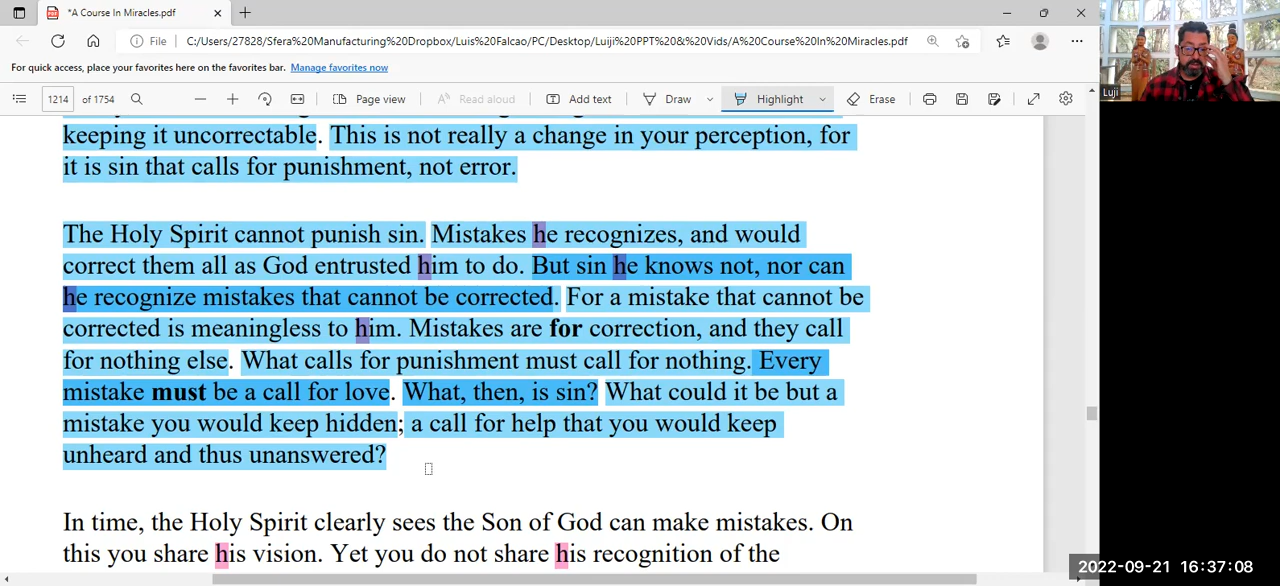 *A Course In Miracles.pdf
File C:/Users/27828/Sfera%20Manufacturing%20Dropbox/Luis%20Falcao/PC/Desktop/Luiji%20PPT%20&%20Vids/A%20Course%20In%20Miracles.pdf
For quick access, place your favorites here on the favorites bar. Manage favorites now
1214 of 1754 Page view Read aloud Add text Draw Highlight Erase
Luji
keeping it uncorrectable. This is not really a change in your perception, for
it is sin that calls for punishment, not error.
The Holy Spirit cannot punish sin. Mistakes he recognizes, and would
correct them all as God entrusted him to do. But sin he knows not, nor can
he recognize mistakes that cannot be corrected. For a mistake that cannot be
corrected is meaningless to him. Mistakes are for correction, and they call
for nothing else. What calls for punishment must call for nothing. Every
mistake must be a call for love. What, then, is sin? What could it be but a
mistake you would keep hidden; a call for help that you would keep
unheard and thus unanswered?
In time, the Holy Spirit clearly sees the Son of God can make mistakes. On
this you share his vision. Yet you do not share his recognition of the
2022-09-21 16:37:08